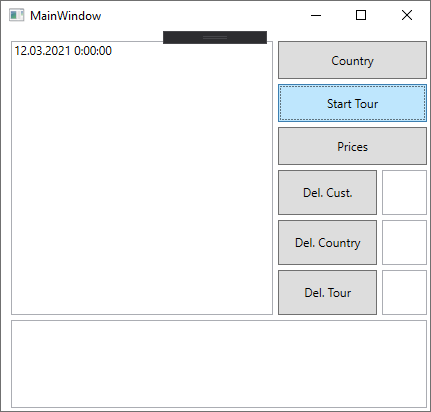 MainWindow
12.03.2021 0:00:00
Country
Start Tour
Prices
Del. Cust.
Del. Country
Del. Tour